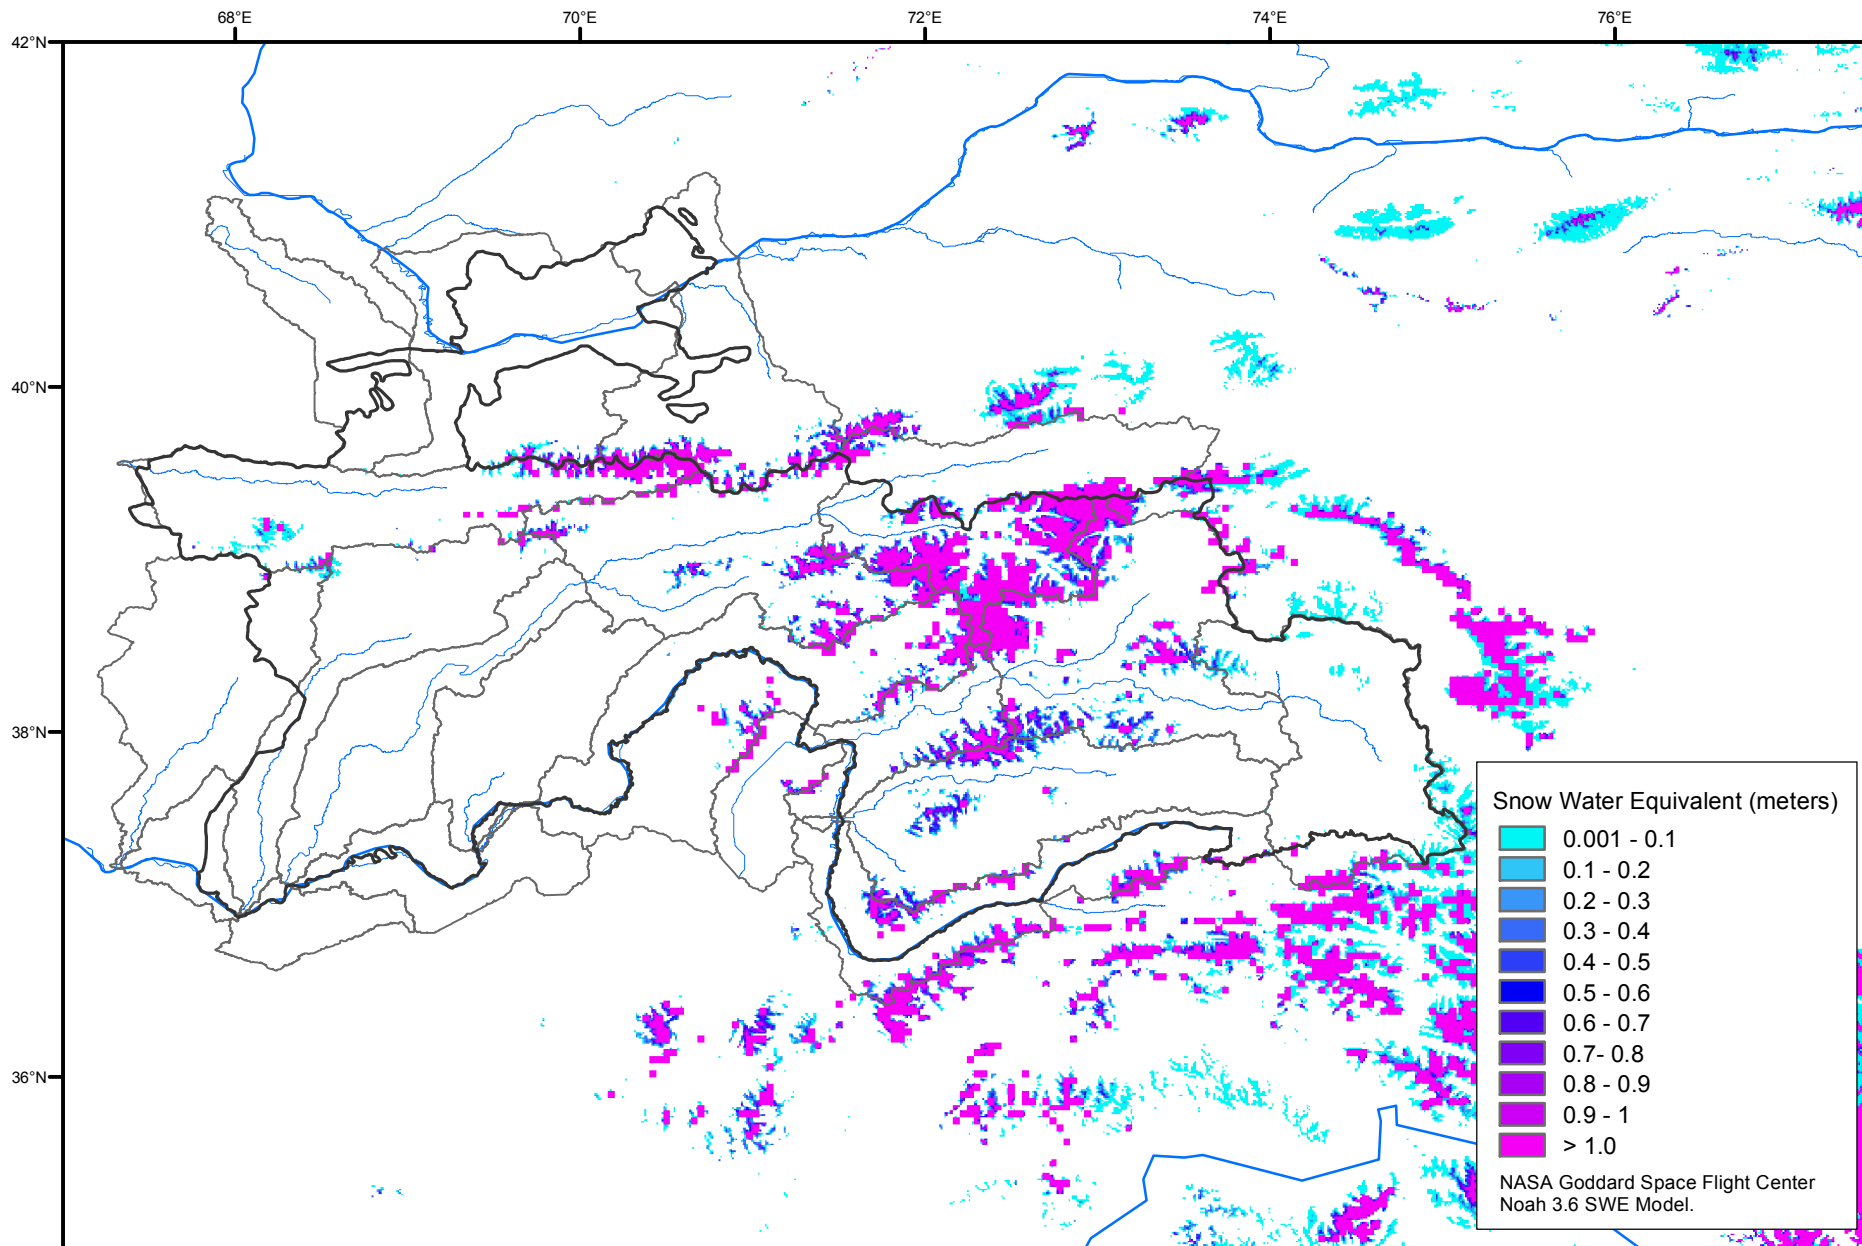 68°E
70°E
72°E
74°E
76°E
42°N
40°N
38°N
36°N
Snow Water Equivalent (meters)
0.001 - 0.1
0.1 - 0.2
0.2 - 0.3
0.3 - 0.4
0.4 - 0.5
0.5 - 0.6
0.6 - 0.7
0.7- 0.8
0.8 - 0.9
0.9 - 1
> 1.0
NASA Goddard Space Flight Center
Noah 3.6 SWE Model.